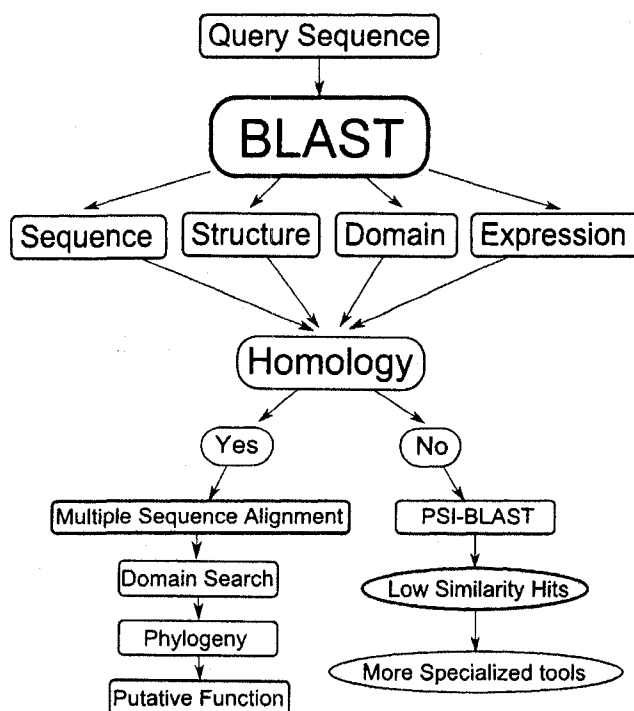 Query Sequence
BLAST
Sequence
Structure
Domain
Expression
Homology
Yes
No
Multiple Sequence Alignment
PSI-BLAST
Domain Search
Low Similarity Hits
Phylogeny
More Specialized tools
Putative Function